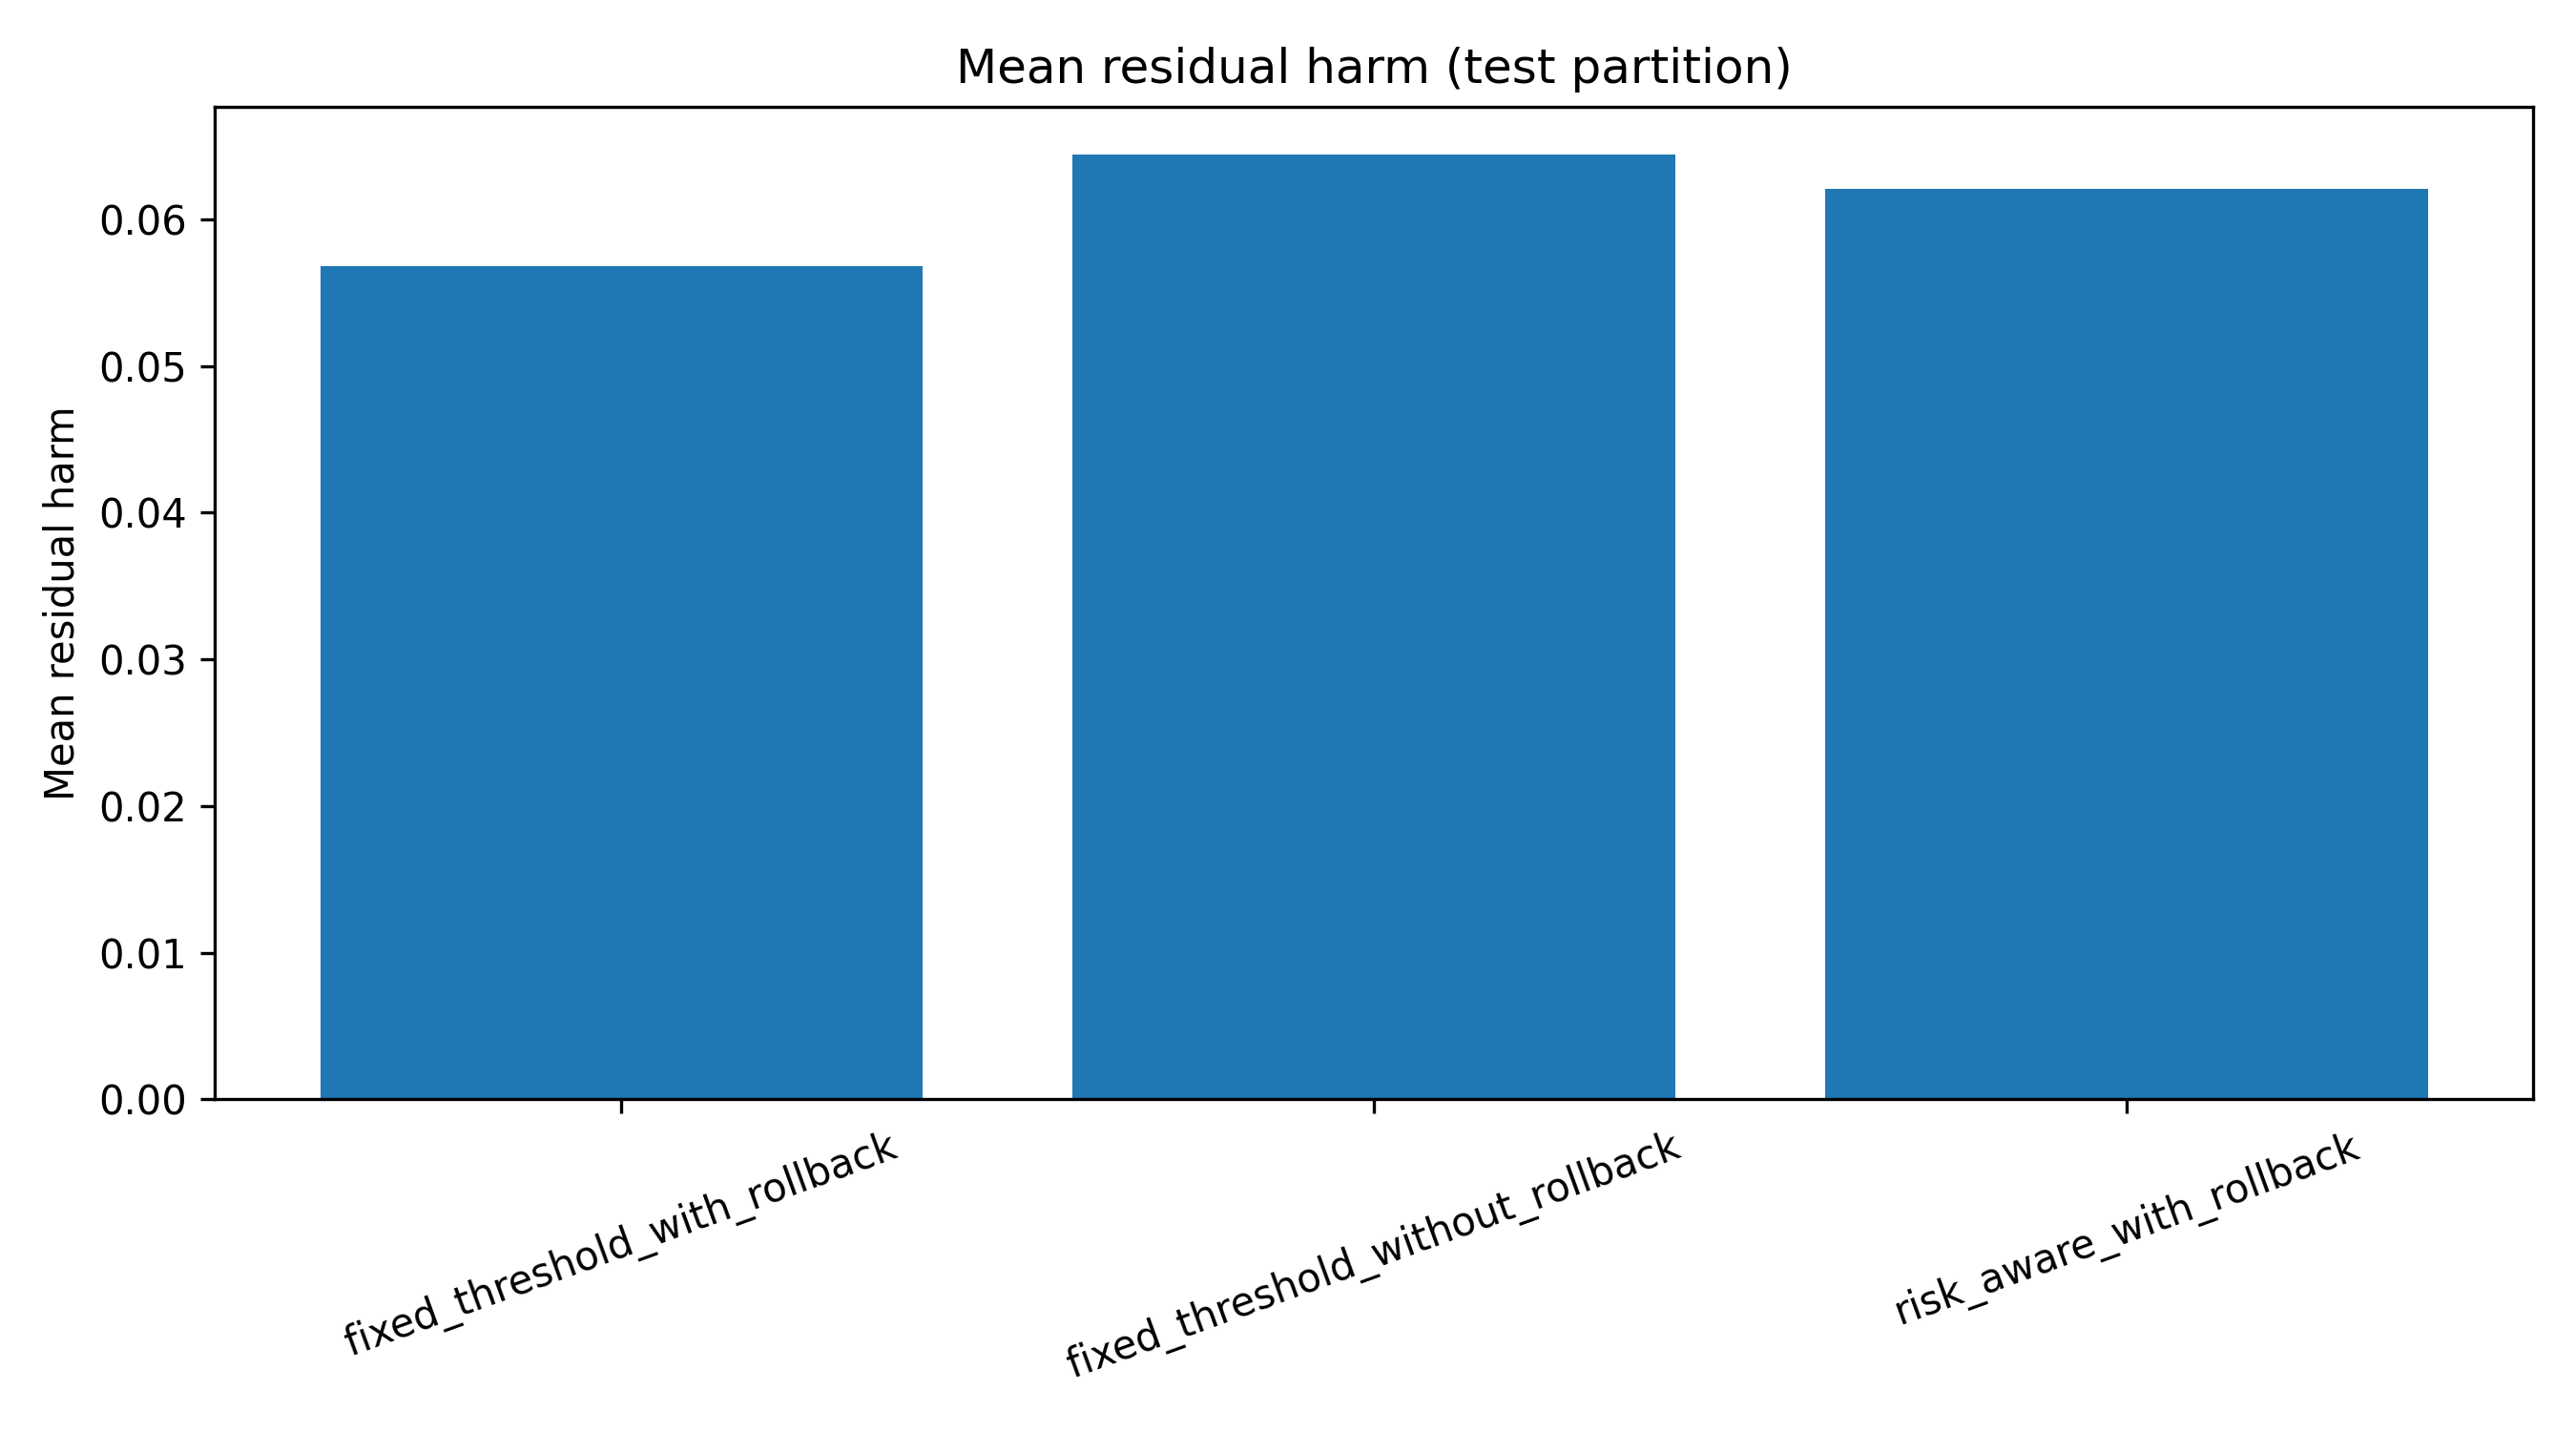 Mean residual harm (test partition)
Mean residual harm
0.06
0.05
0.04
0.03
0.02
0.01
0.00
fixed_threshold_with_rollback
fixed_threshold_without_rollback
risk_aware_with_rollback